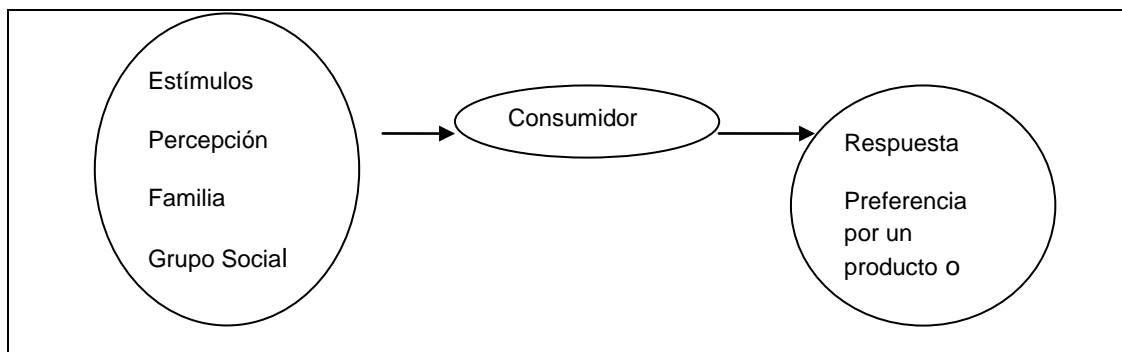 Estímulos
Percepción
Familia
Grupo Social
Consumidor
Respuesta
Preferencia
por un
producto o